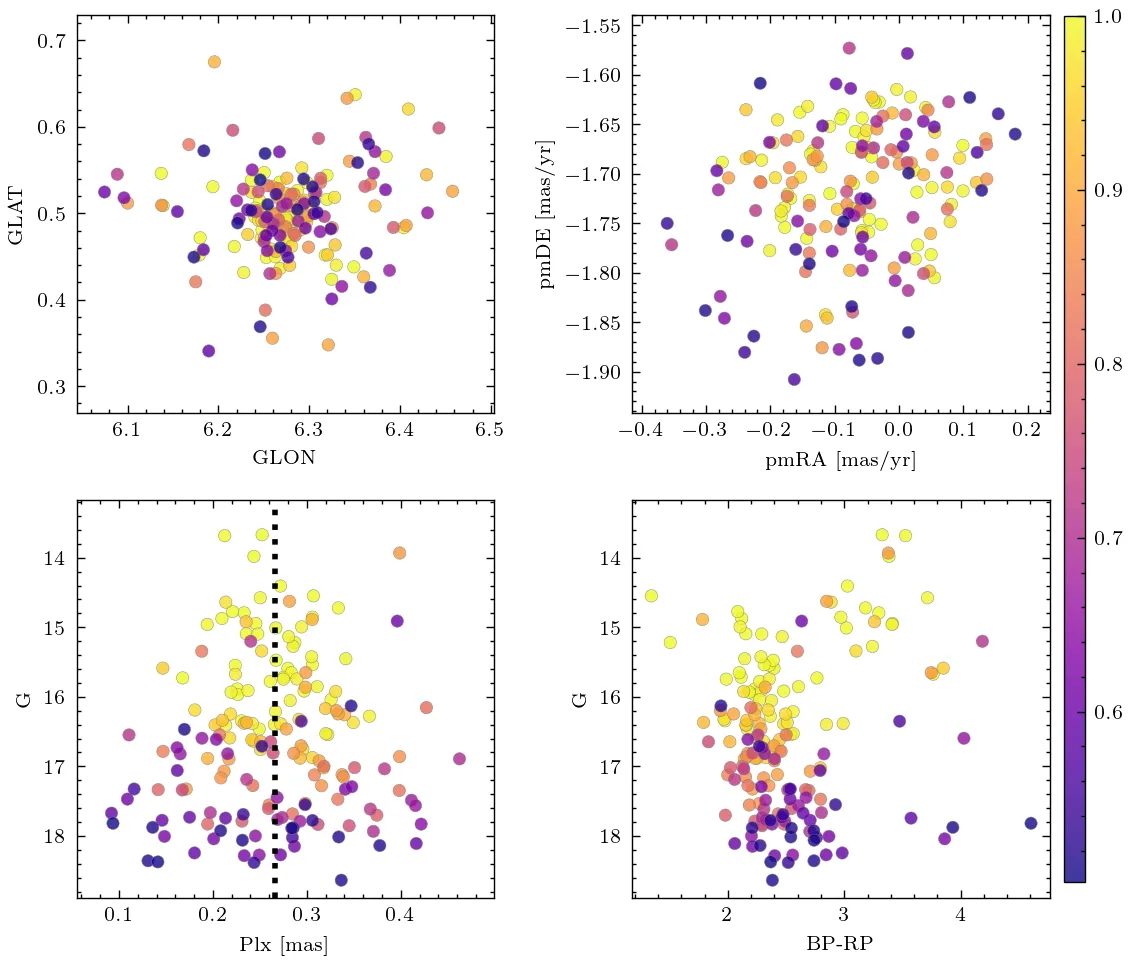 0.7
0.6
0.5
0.4
0.3
GLAT
6.1 6.2 6.3 6.4 6.5
GLON
−1.55
−1.60
−1.65
−1.70
−1.75
−1.80
−1.85
−1.90
pmDE [mas/yr]
−0.4 −0.3 −0.2 −0.1 0.0 0.1 0.2
pmRA [mas/yr]
1.0
0.9
0.8
0.7
0.6
14
15
16
17
18
G
0.1 0.2 0.3 0.4
Plx [mas]
14
15
16
17
18
G
2 3 4
BP-RP